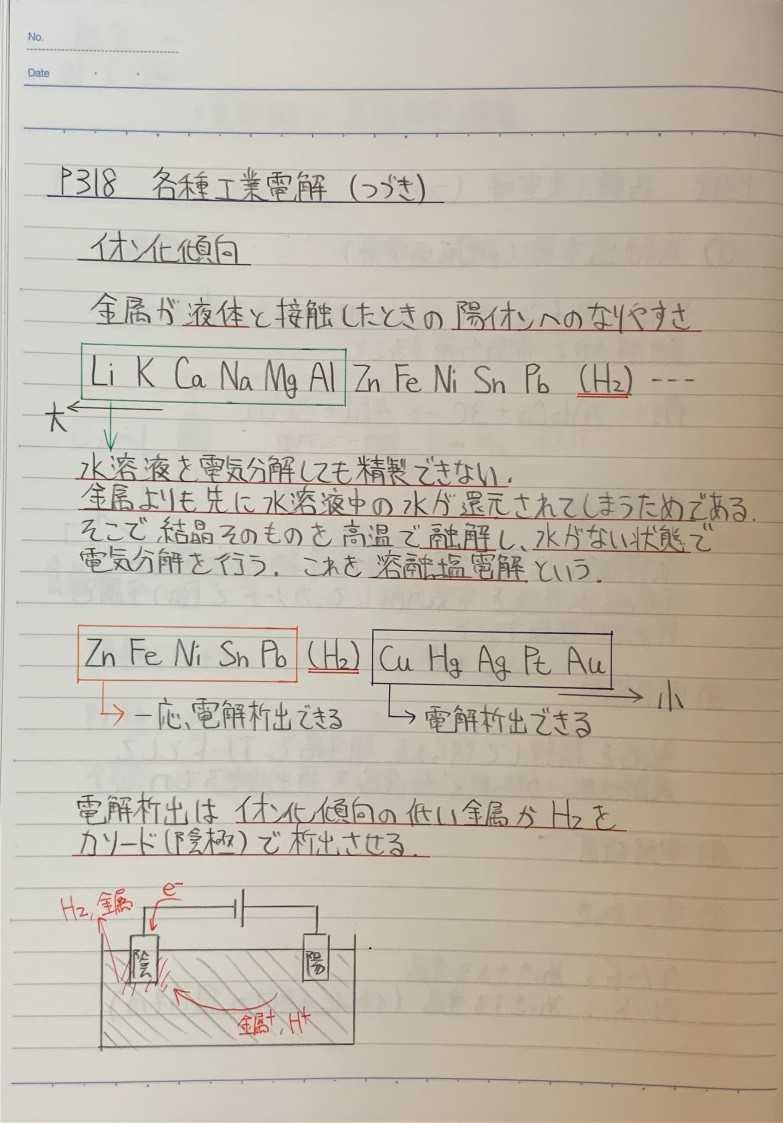 No.
Date
P318 各種工業電解 (つづき)
イオン化傾向
金属が液体と接触したときの陽イオンへのなりやすさ
Li K Ca Na Mg Al Zn Fe Ni Sn Pb (H₂) ---
大
水溶液を電気分解しても精製できない.
金属よりも先に水溶液中の水が還元されてしまうためである.
そこで結晶そのものを高温で融解し、水がない状態で
電気分解を行う. これを溶融塩電解という.
Zn Fe Ni Sn Pb (H₂) Cu Hg Ag Pt Au
小
一応、電解析出できる 電解析出できる
電解析出はイオン化傾向の低い金属かH₂を
カソード(陰極)で析出させる.
H₂, 金属 e⁻
陰 陽
金属⁺, H⁺